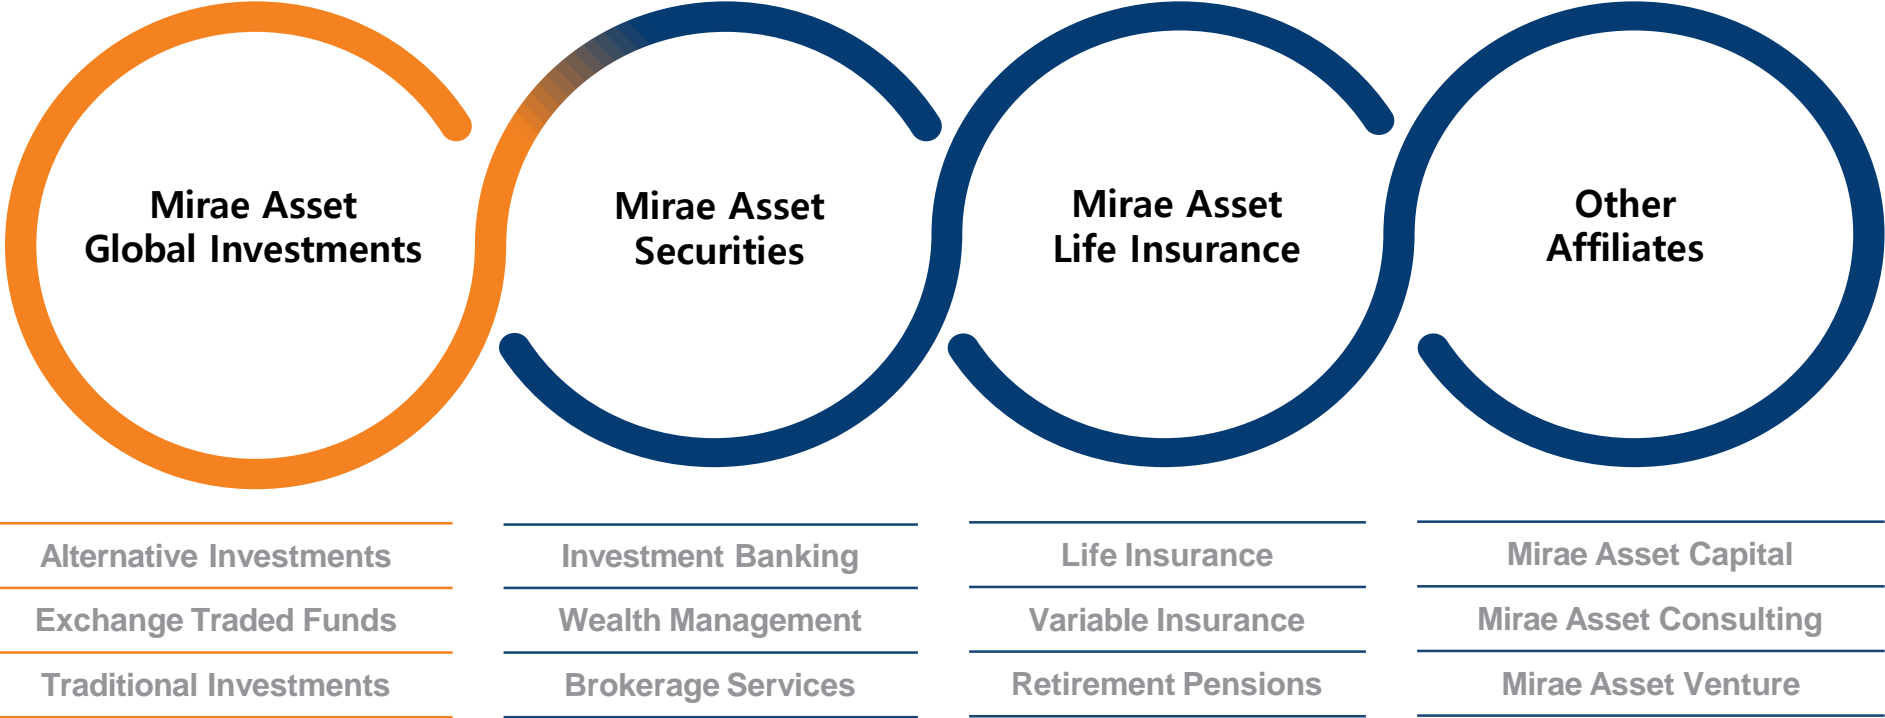 Mirae Asset
Global Investments
Mirae Asset
Securities
Mirae Asset
Life Insurance
Other
Affiliates
Alternative Investments
Exchange Traded Funds
Traditional Investments
Investment Banking
Wealth Management
Brokerage Services
Life Insurance
Variable Insurance
Retirement Pensions
Mirae Asset Capital
Mirae Asset Consulting
Mirae Asset Venture